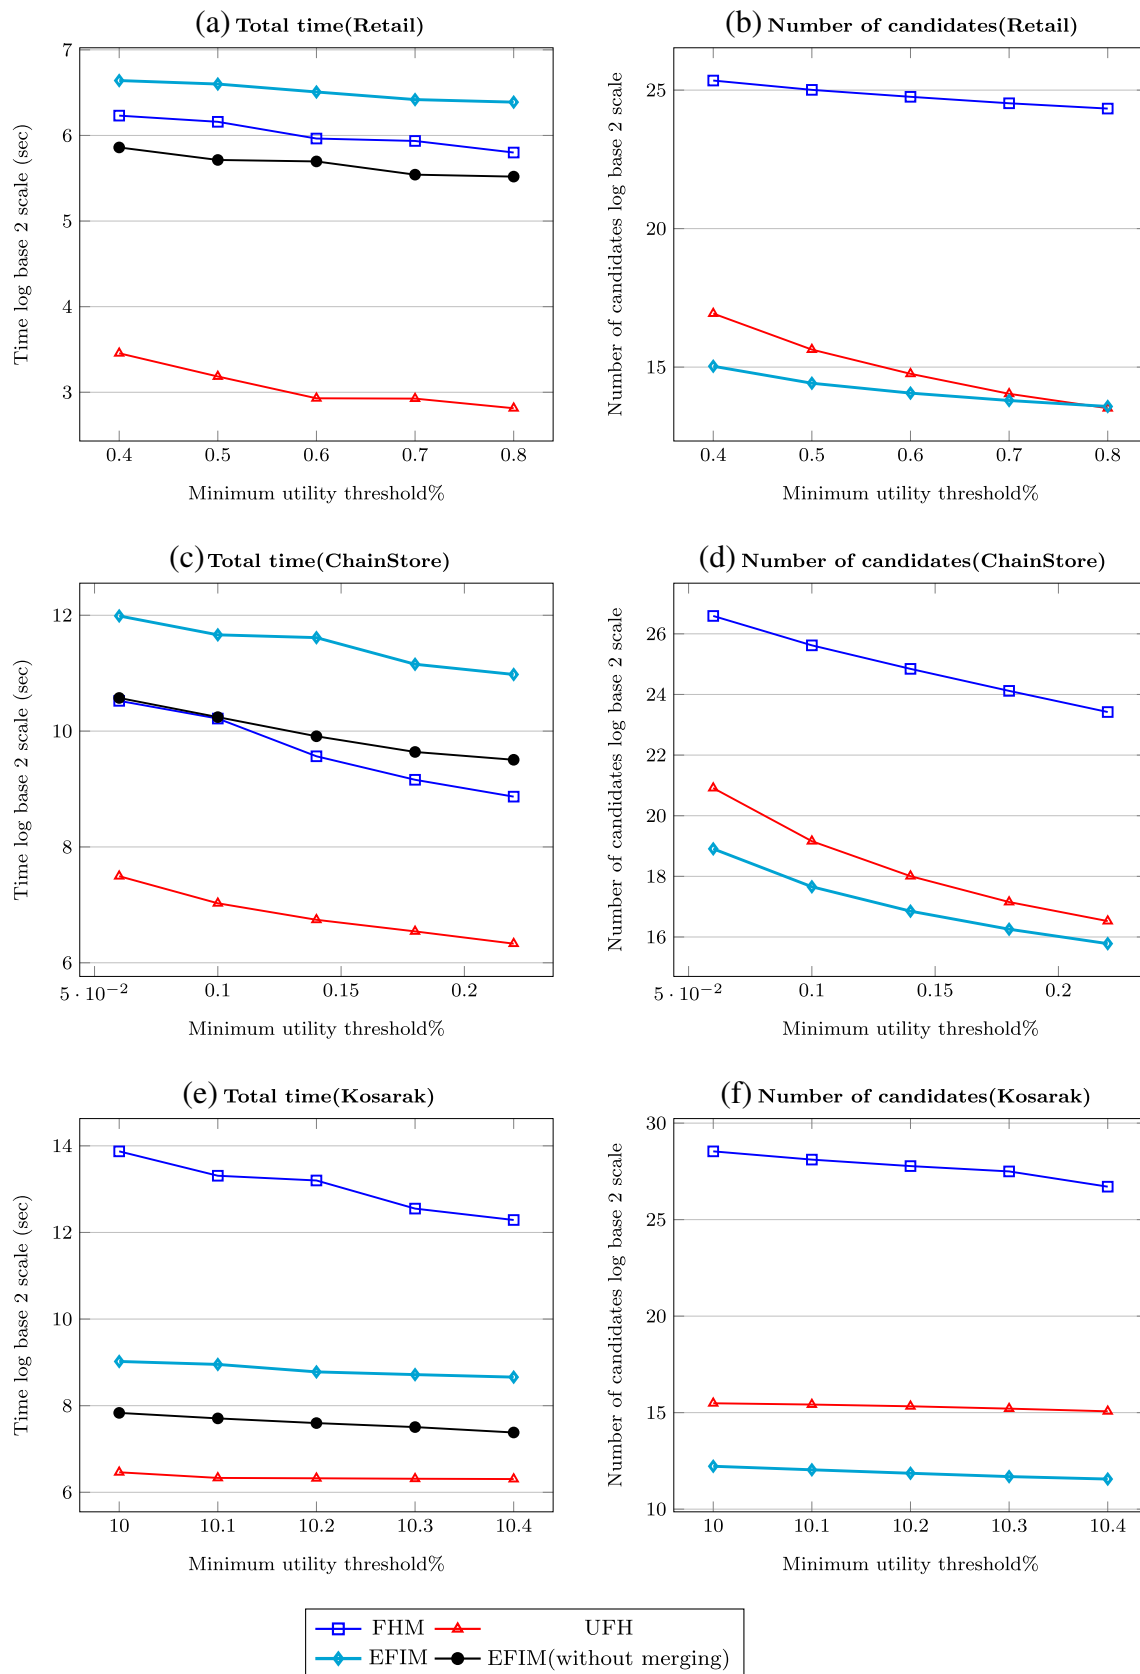 (a) Total time(Retail)
Time log base 2 scale (sec)
7
6
5
4
3
0.4 0.5 0.6 0.7 0.8
Minimum utility threshold%
(b) Number of candidates(Retail)
Number of candidates log base 2 scale
25
20
15
0.4 0.5 0.6 0.7 0.8
Minimum utility threshold%
(c) Total time(ChainStore)
Time log base 2 scale (sec)
12
10
8
6
5 · 10−2 0.1 0.15 0.2
Minimum utility threshold%
(d) Number of candidates(ChainStore)
Number of candidates log base 2 scale
26
24
22
20
18
16
5 · 10−2 0.1 0.15 0.2
Minimum utility threshold%
(e) Total time(Kosarak)
Time log base 2 scale (sec)
14
12
10
8
6
10 10.1 10.2 10.3 10.4
Minimum utility threshold%
(f) Number of candidates(Kosarak)
Number of candidates log base 2 scale
30
25
20
15
10
10 10.1 10.2 10.3 10.4
Minimum utility threshold%
FHM UFH
EFIM EFIM(without merging)